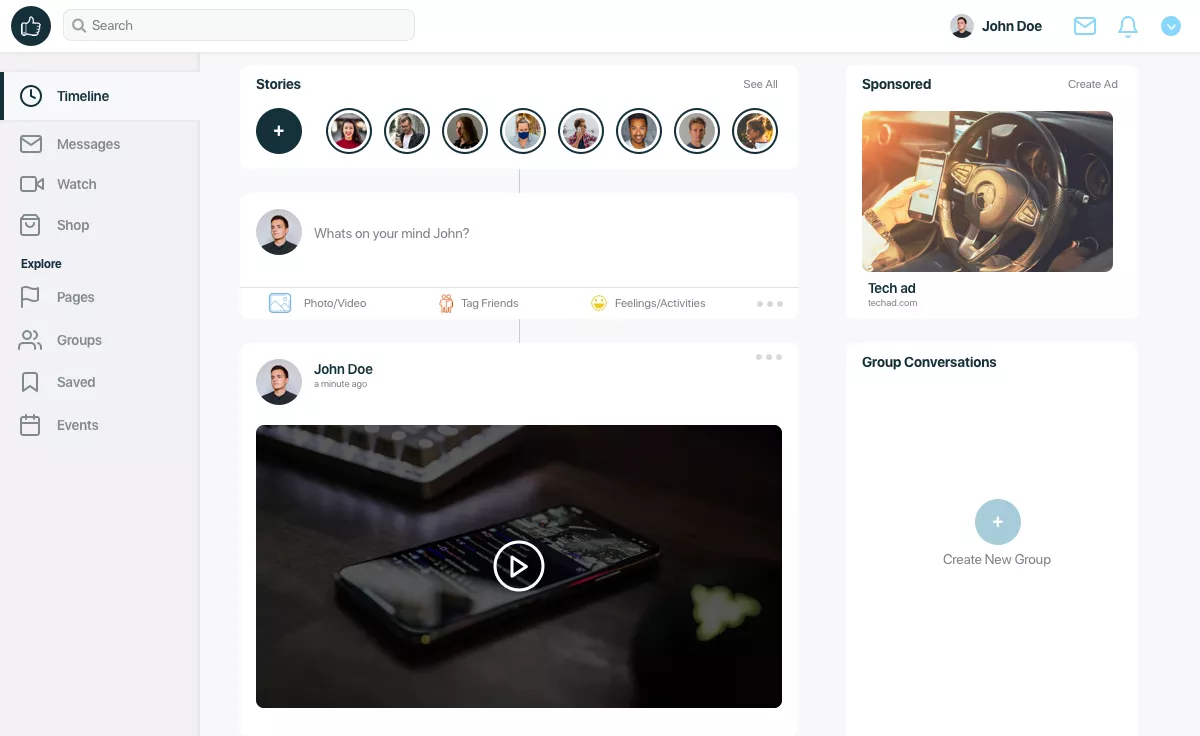 Search
John Doe
Timeline
Messages
Watch
Shop
Explore
Pages
Groups
Saved
Events
Stories
See All
+
Whats on your mind John?
Photo/Video
Tag Friends
Feelings/Activities
John Doe
a minute ago
Sponsored
Create Ad
Tech ad
techad.com
Group Conversations
+
Create New Group